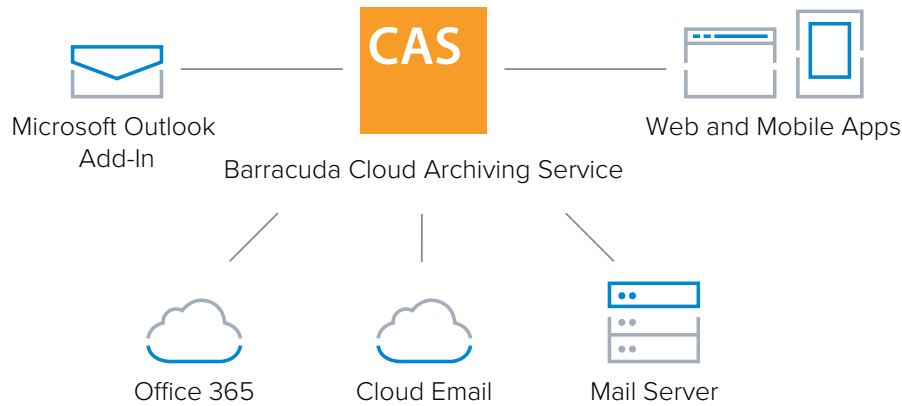 CAS
Microsoft Outlook
Add-In
Web and Mobile Apps
Barracuda Cloud Archiving Service
Office 365
Cloud Email
Mail Server